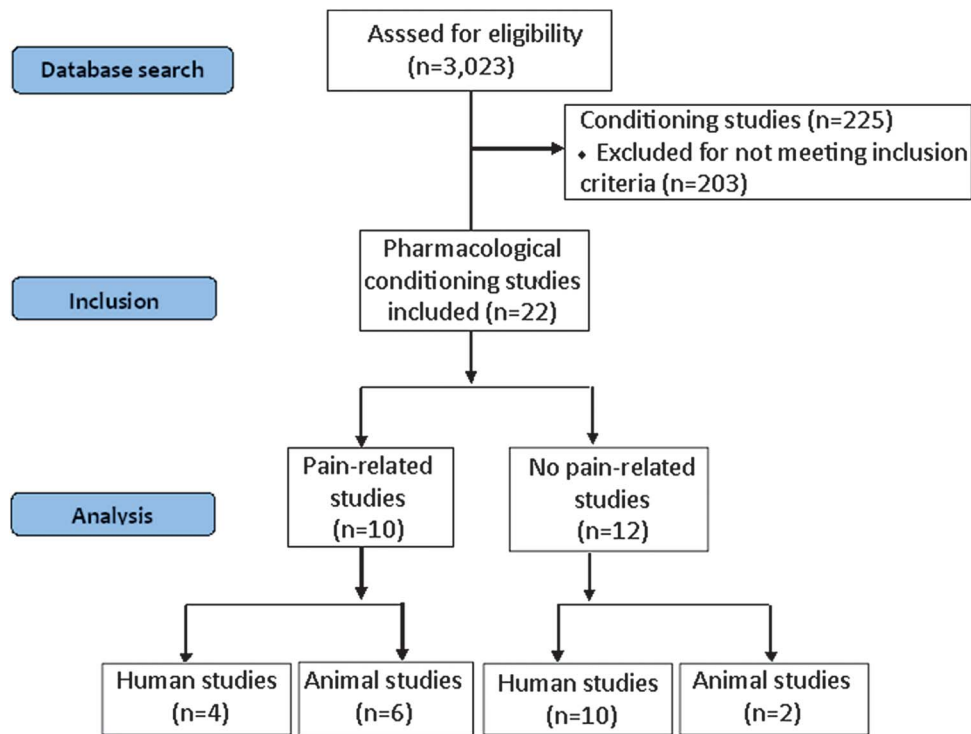 Asssed for eligibility
(n=3,023)
Database search
Conditioning studies (n=225)
⬩ Excluded for not meeting inclusion
criteria (n=203)
Pharmacological
conditioning studies
included (n=22)
Inclusion
Pain-related
studies
(n=10)
No pain-related
studies
(n=12)
Analysis
Human studies
(n=4)
Animal studies
(n=6)
Human studies
(n=10)
Animal studies
(n=2)